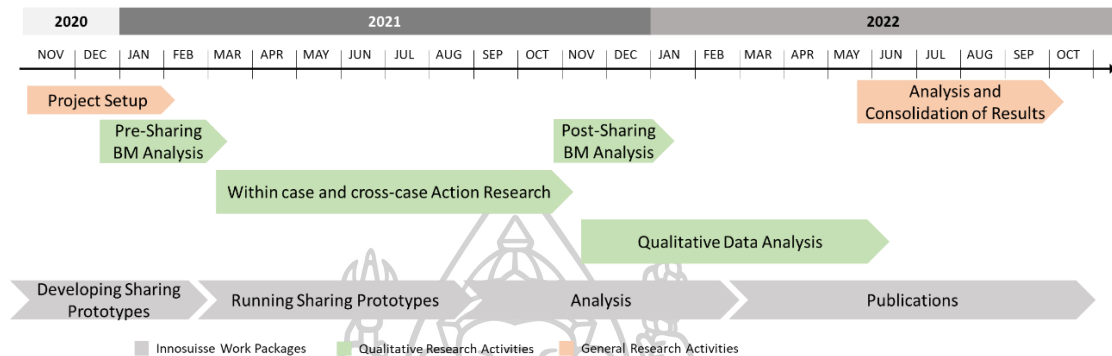 2020 2021 2022
NOV DEC JAN FEB MAR APR MAY JUN JUL AUG SEP OCT NOV DEC JAN FEB MAR APR MAY JUN JUL AUG SEP OCT
Project Setup
Analysis and
Consolidation of Results
Pre-Sharing
BM Analysis
Post-Sharing
BM Analysis
Within case and cross-case Action Research
Qualitative Data Analysis
Developing Sharing
Prototypes
Running Sharing Prototypes
Analysis
Publications
Innosuisse Work Packages
Qualitative Research Activities
General Research Activities